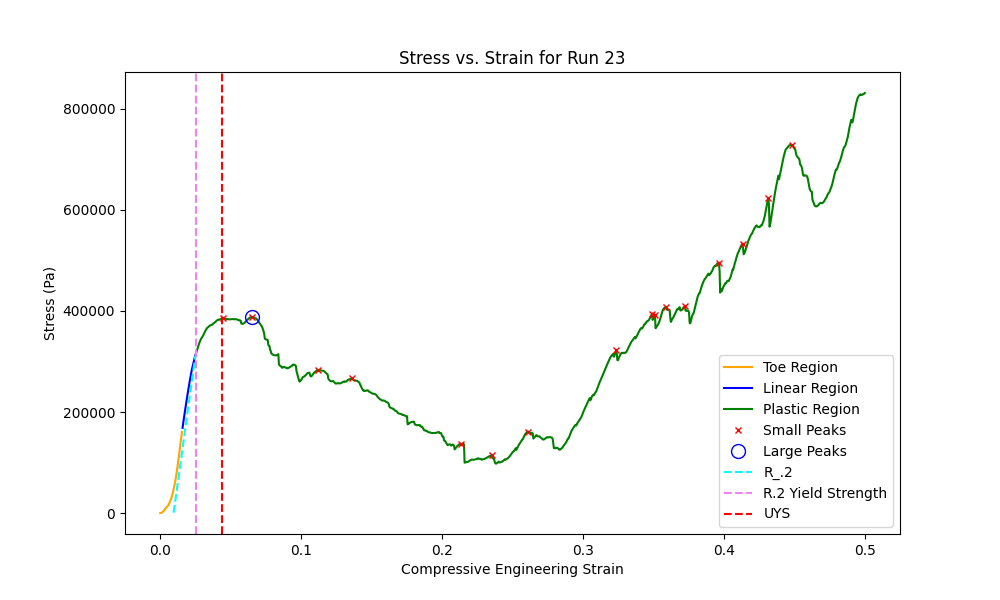 Stress vs. Strain for Run 23
Stress (Pa)
800000
600000
400000
200000
0
0.0
0.1
0.2
0.3
0.4
0.5
Compressive Engineering Strain
Toe Region
Linear Region
Plastic Region
Small Peaks
Large Peaks
R_.2
R.2 Yield Strength
UYS